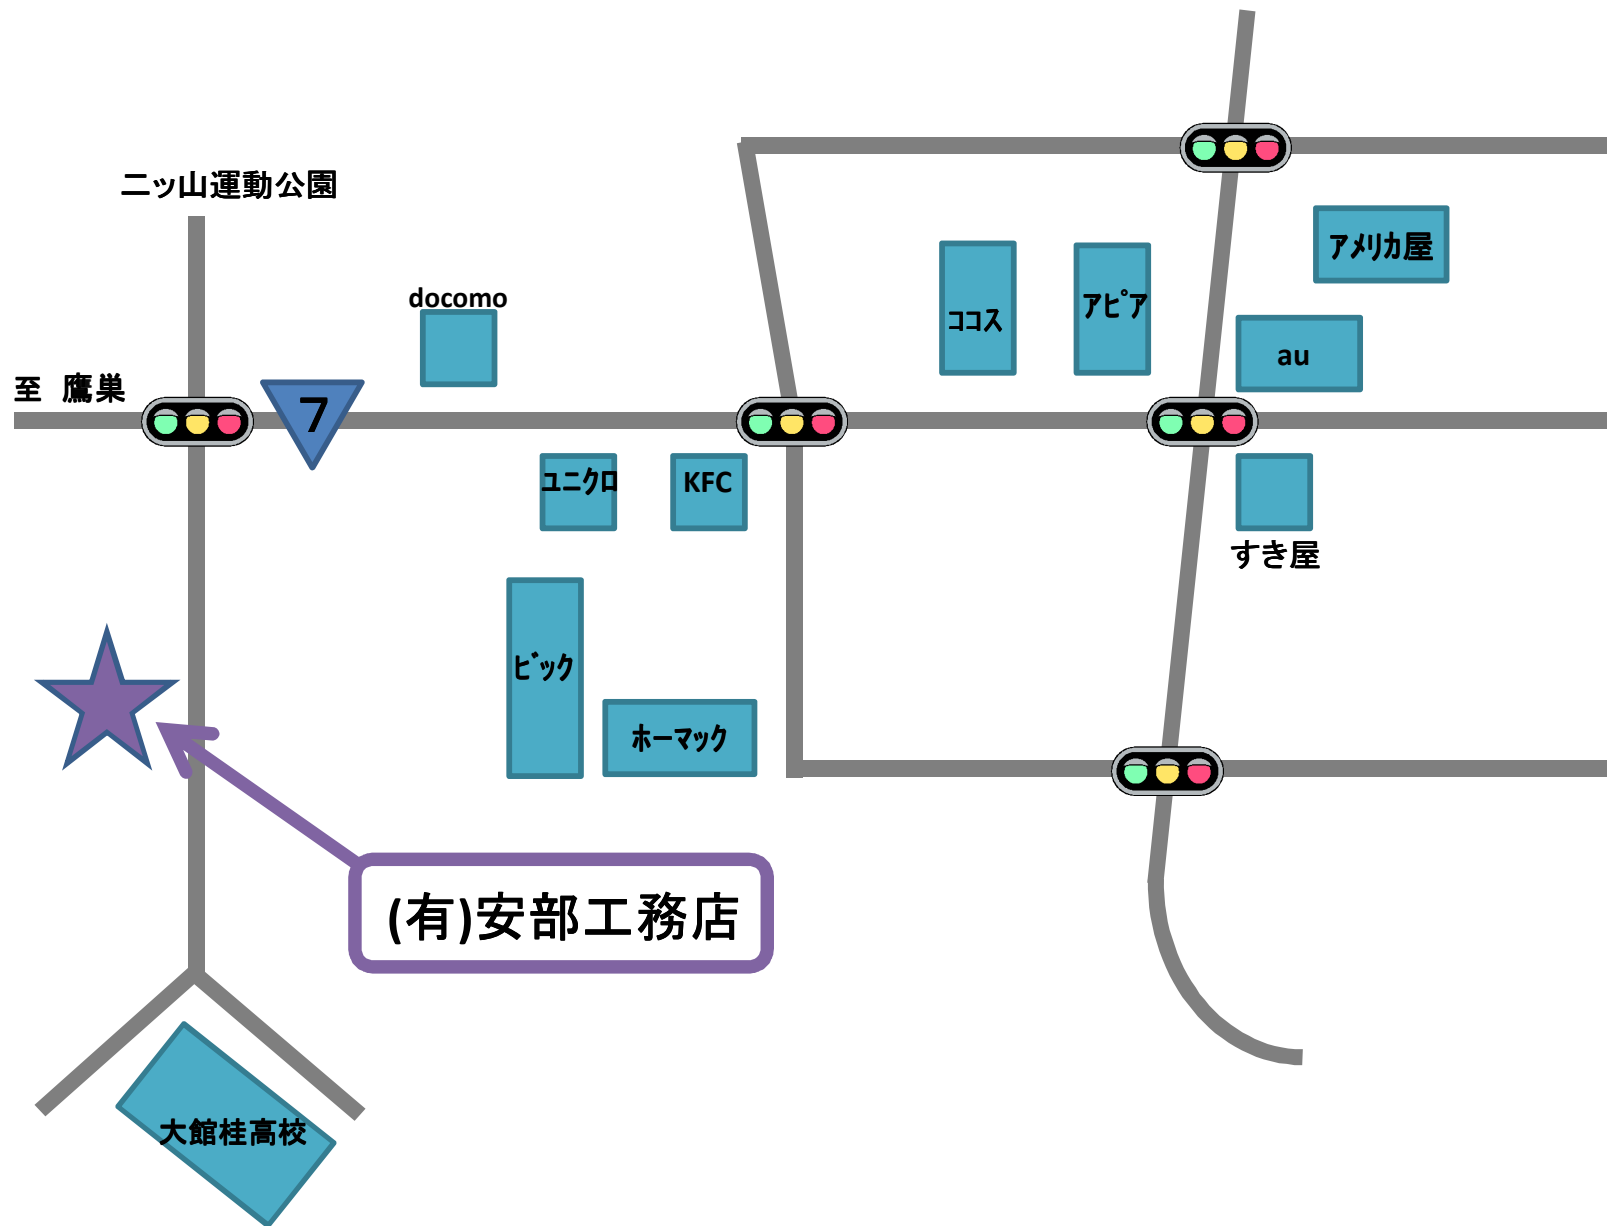 二ッ山運動公園
アメリカ屋
docomo
ココス
アピア
au
至 鷹巣
7
ユニクロ
KFC
すき屋
ビック
ホーマック
(有)安部工務店
大館桂高校